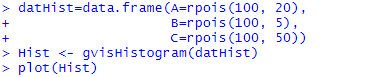 > datHist=data.frame(A=rpois(100, 20),
+                    B=rpois(100, 5),
+                    C=rpois(100, 50))
> Hist <- gvisHistogram(datHist)
> plot(Hist)